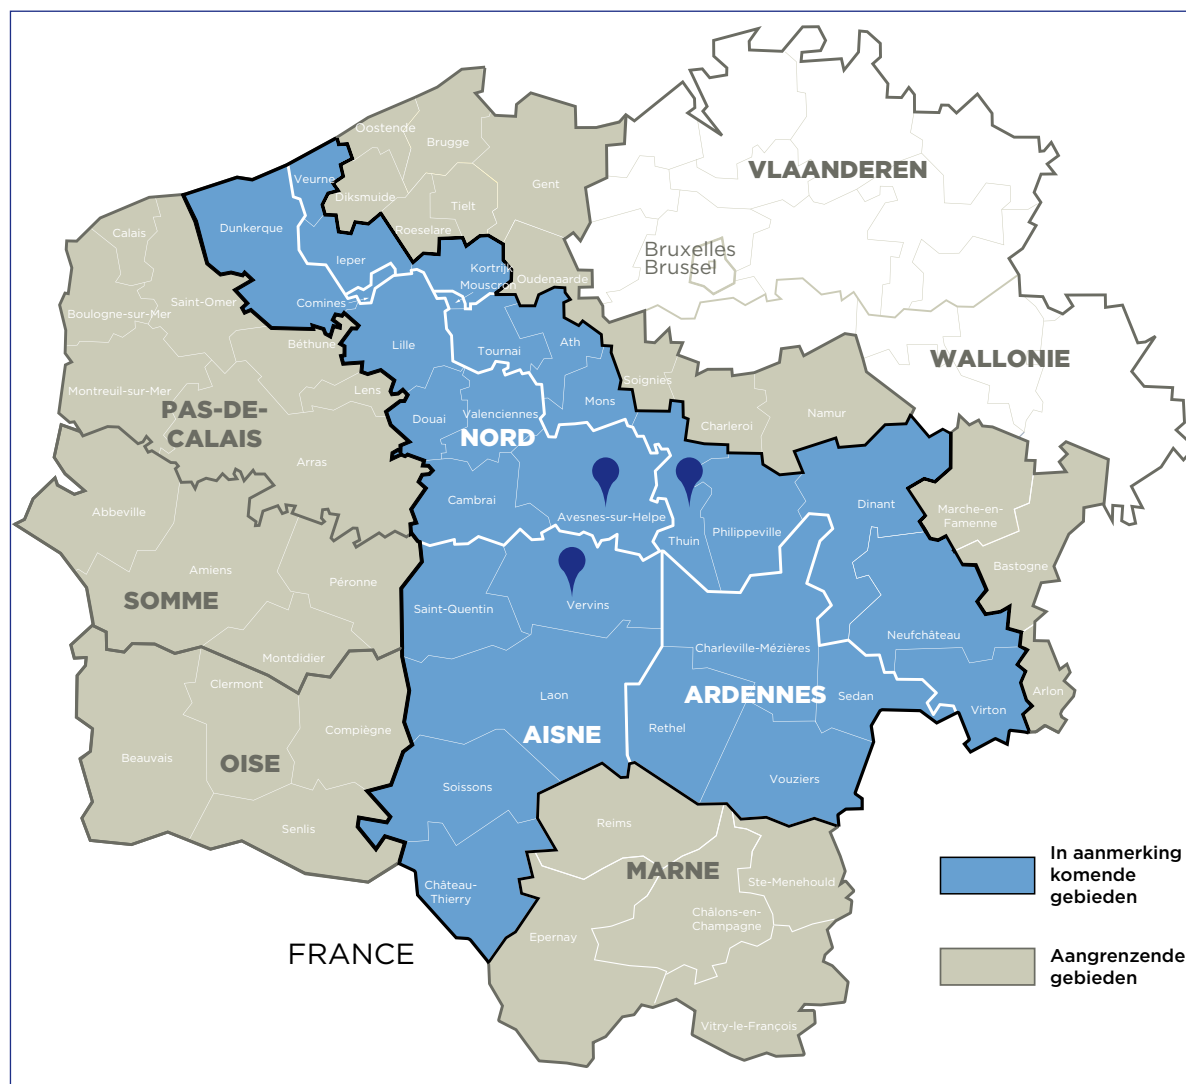 Oostende
Brugge
VLAANDEREN
Veurne
Gent
Diksmuide
Tielt
Calais
Dunkerque
Roeselare
Bruxelles
Brussel
Ieper
Kortrijk
Mouscron
Oudenaarde
Saint-Omer
Comines
Boulogne-sur-Mer
Béthune
Lille
Tournai
Ath
WALLONIE
Soignies
Montreuil-sur-Mer
Lens
PAS-DE-
CALAIS
Mons
Douai
Valenciennes
Charleroi
Namur
NORD
Arras
Cambrai
Dinant
Abbeville
Avesnes-sur-Helpe
Marche-en-
Famenne
Thuin
Philippeville
Amiens
Péronne
Bastogne
SOMME
Saint-Quentin
Vervins
Neufchâteau
Montdidier
Charleville-Mézières
Clermont
Laon
ARDENNES
Sedan
Arlon
Virton
Compiègne
AISNE
Rethel
Beauvais
OISE
Soissons
Vouziers
Senlis
Reims
MARNE
Château-
Thierry
Ste-Menehould
Châlons-en-
Champagne
Epernay
FRANCE
Vitry-le-François
In aanmerking
komende
gebieden
Aangrenzende
gebieden